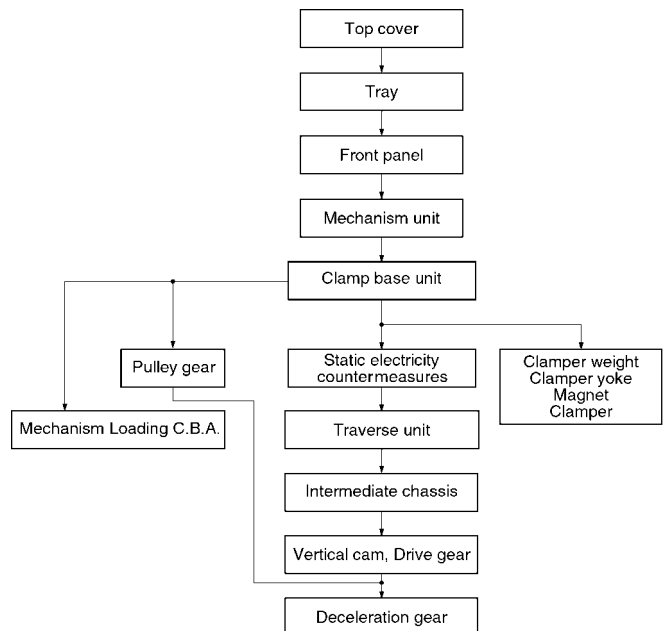 Top cover
Tray
Front panel
Mechanism unit
Clamp base unit
Pulley gear
Static electricity
countermeasures
Clamper weight
Clamper yoke
Magnet
Clamper
Mechanism Loading C.B.A.
Traverse unit
Intermediate chassis
Vertical cam, Drive gear
Deceleration gear